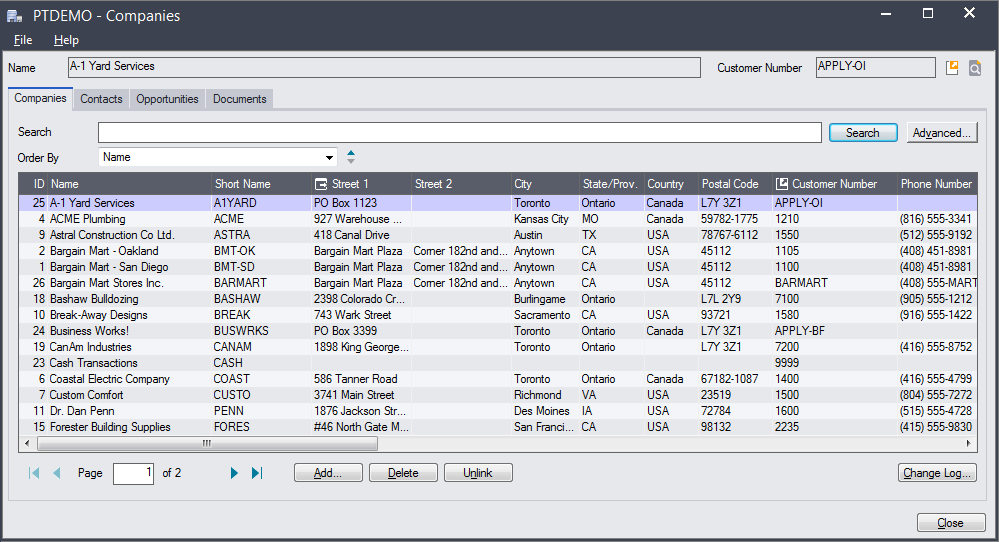 PTDEMO - Companies
File Help
Name A-1 Yard Services Customer Number APPLY-OI
Companies Contacts Opportunities Documents
Search Search Advanced...
Order By Name
ID Name Short Name Street 1 Street 2 City State/Prov. Country Postal Code Customer Number Phone Number
25 A-1 Yard Services A1YARD PO Box 1123 Toronto Ontario Canada L7Y 3Z1 APPLY-OI
4 ACME Plumbing ACME 927 Warehouse ... Kansas City MO Canada 59782-1775 1210 (816) 555-3341
9 Astral Construction Co Ltd. ASTRA 418 Canal Drive Austin TX USA 78767-6112 1550 (512) 555-9192
2 Bargain Mart - Oakland BMT-OK Bargain Mart Plaza Corner 182nd and... Anytown CA USA 45112 1105 (408) 451-8981
1 Bargain Mart - San Diego BMT-SD Bargain Mart Plaza Corner 182nd and... Anytown CA USA 45112 1100 (408) 451-8981
26 Bargain Mart Stores Inc. BARMART Bargain Mart Plaza Corner 182nd and... Anytown CA USA 45112 BARMART (408) 555-MART
18 Bashaw Bulldozing BASHAW 2398 Colorado Cr... Burlingame Ontario L7L 2Y9 7100 (905) 555-1212
10 Break-Away Designs BREAK 743 Wark Street Sacramento CA USA 93721 1580 (916) 555-1422
24 Business Works! BUSWRKS PO Box 3399 Toronto Ontario Canada L7Y 3Z1 APPLY-BF
19 CanAm Industries CANAM 1898 King George... Toronto Ontario L7Y 3Z1 7200 (416) 555-8752
23 Cash Transactions CASH 9999
6 Coastal Electric Company COAST 586 Tanner Road Toronto Ontario Canada 67182-1087 1400 (416) 555-4799
7 Custom Comfort CUSTO 3741 Main Street Richmond VA USA 23519 1500 (804) 555-7272
11 Dr. Dan Penn PENN 1876 Jackson Str... Des Moines IA USA 72784 1600 (515) 555-4728
15 Forester Building Supplies FORES #46 North Gate M... San Franci... CA USA 98132 2235 (415) 555-9830
Page 1 of 2 Add... Delete Unlink Change Log...
Close